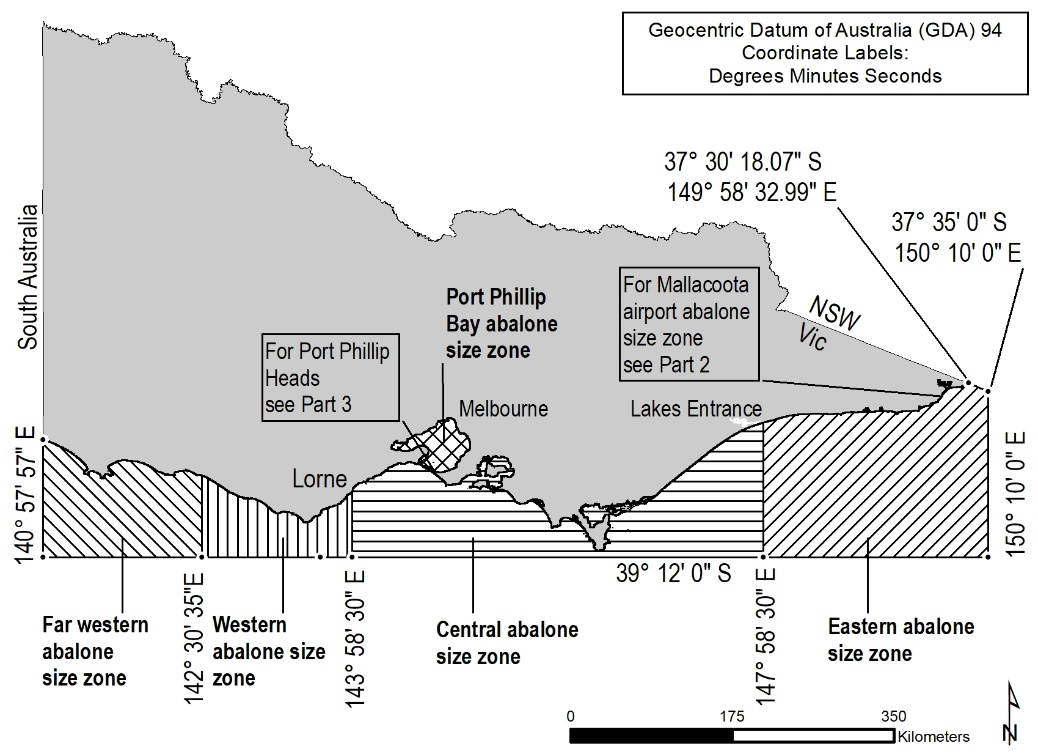 Geocentric Datum of Australia (GDA) 94
Coordinate Labels:
Degrees Minutes Seconds
37° 30' 18.07" S
149° 58' 32.99" E
37° 35' 0" S
150° 10' 0" E
South Australia
NSW
Vic
For Mallacoota
airport abalone
size zone
see Part 2
Port Phillip
Bay abalone
size zone
For Port Phillip
Heads
see Part 3
Melbourne
Lakes Entrance
Lorne
140° 57' 57" E
150° 10' 0" E
39° 12' 0" S
142° 30' 35"E
143° 58' 30" E
147° 58' 30" E
Far western
abalone
size zone
Western
abalone size
zone
Central abalone
size zone
Eastern abalone
size zone
0 175 350
Kilometers
N